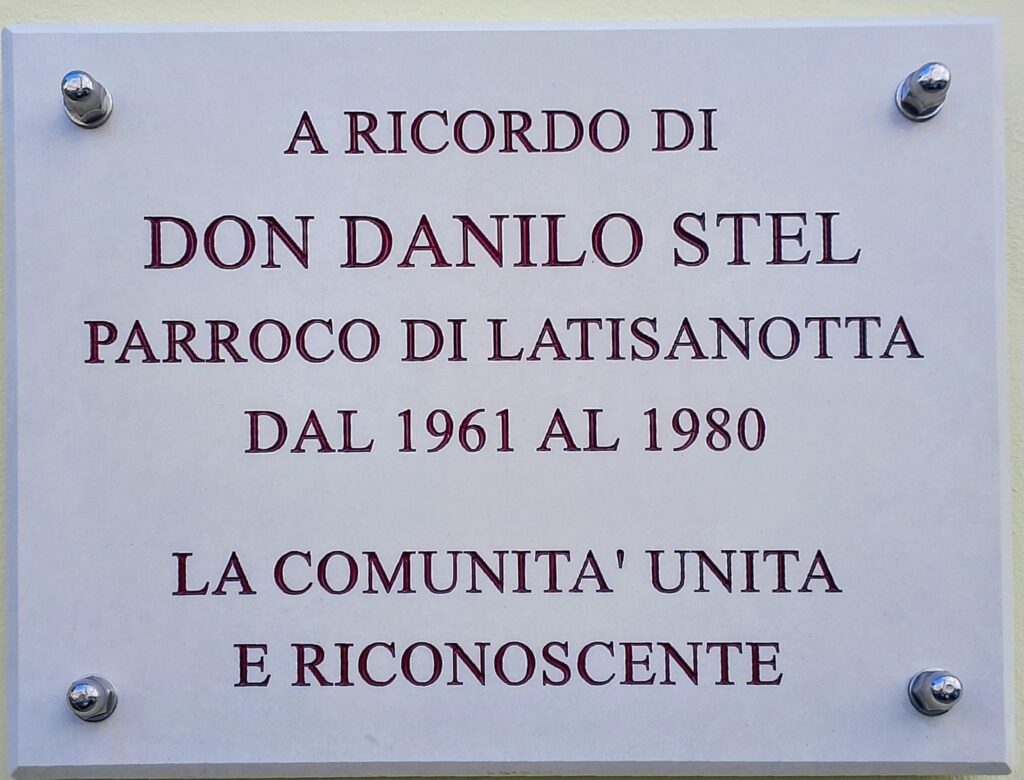 A RICORDO DI
DON DANILO STEL
PARROCO DI LATISANOTTA
DAL 1961 AL 1980
LA COMUNITA' UNITA
E RICONOSCENTE